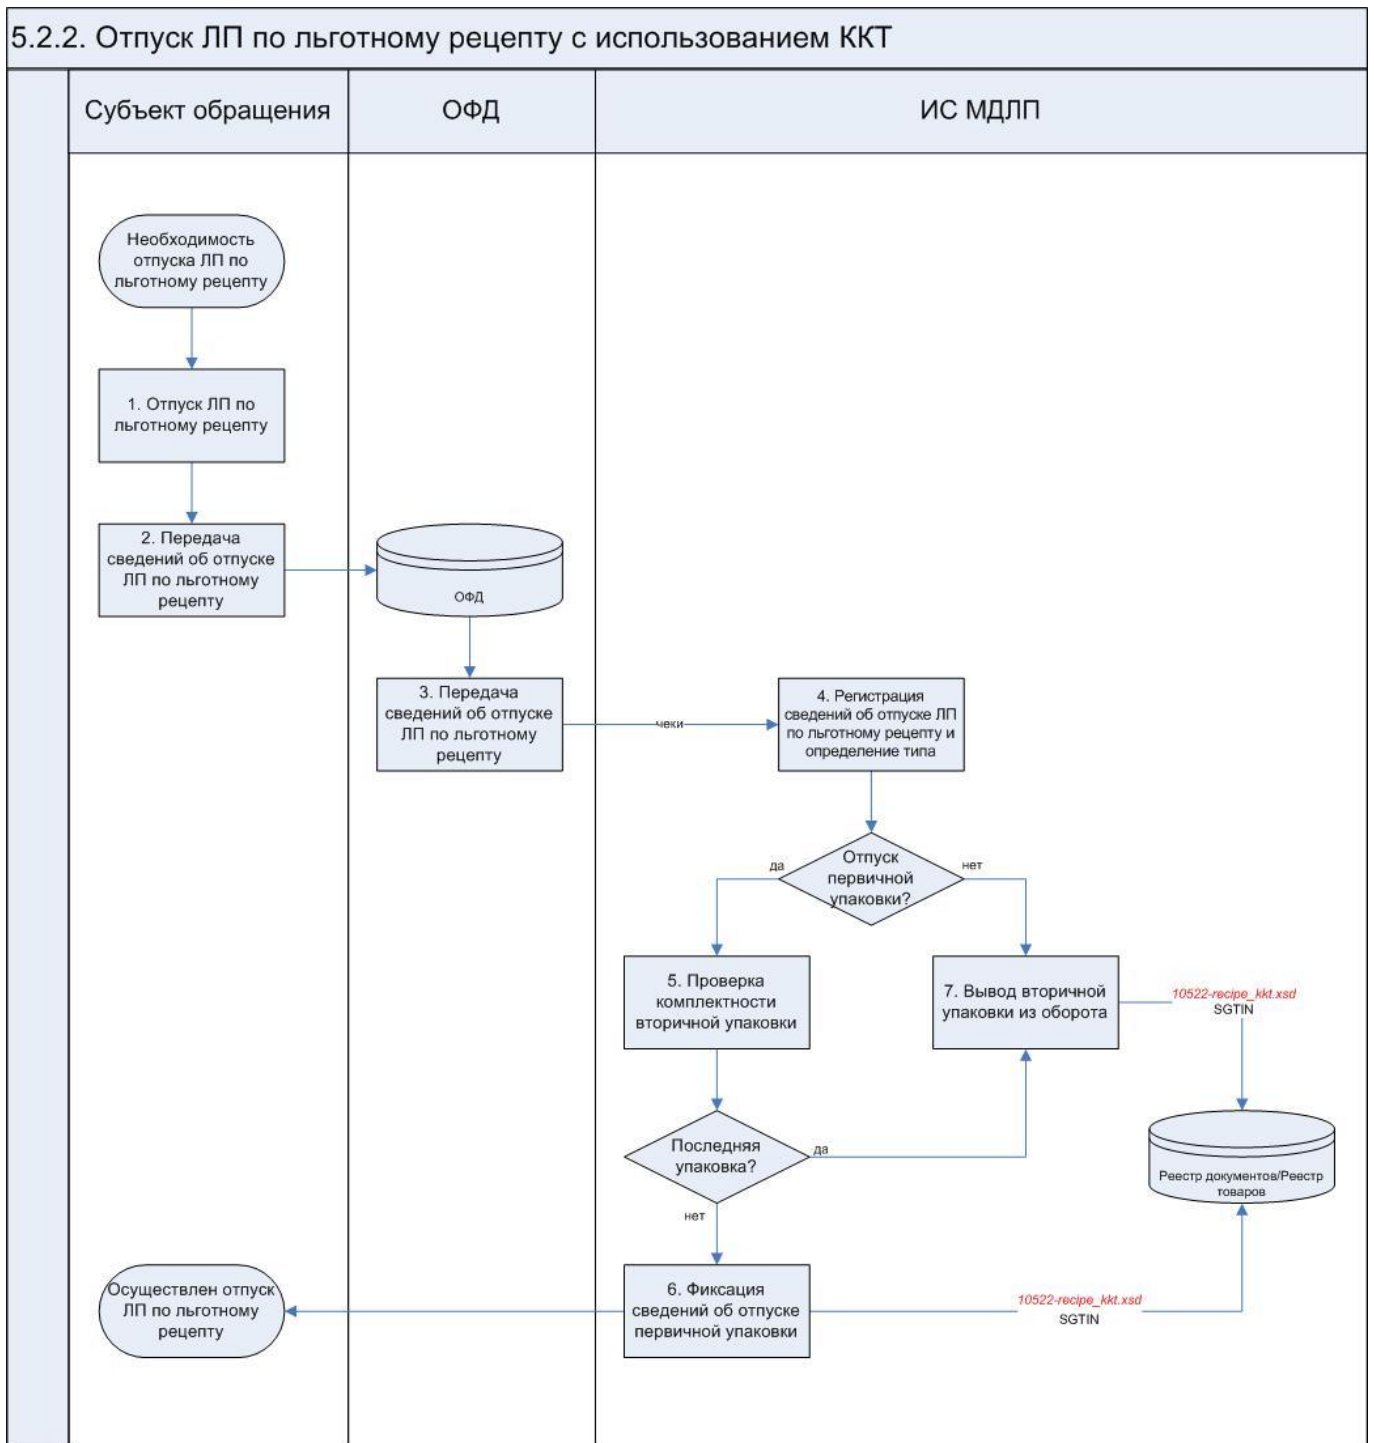 5.2.2. Отпуск ЛП по льготному рецепту с использованием ККТ
Субъект обращения
ОФД
ИС МДЛП
Необходимость
отпуска ЛП по
льготному рецепту
1. Отпуск ЛП по
льготному рецепту
2. Передача
сведений об отпуске
ЛП по льготному
рецепту
ОФД
3. Передача
сведений об отпуске
ЛП по льготному
рецепту
чеки
4. Регистрация
сведений об отпуске ЛП
по льготному рецепту и
определение типа
Отпуск
первичной
упаковки?
да
нет
5. Проверка
комплектности
вторичной упаковки
7. Вывод вторичной
упаковки из оборота
10522-recipe_kkt.xsd
SGTIN
Последняя
упаковка?
да
нет
Реестр документов/Реестр
товаров
Осуществлен отпуск
ЛП по льготному
рецепту
6. Фиксация
сведений об отпуске
первичной упаковки
10522-recipe_kkt.xsd
SGTIN